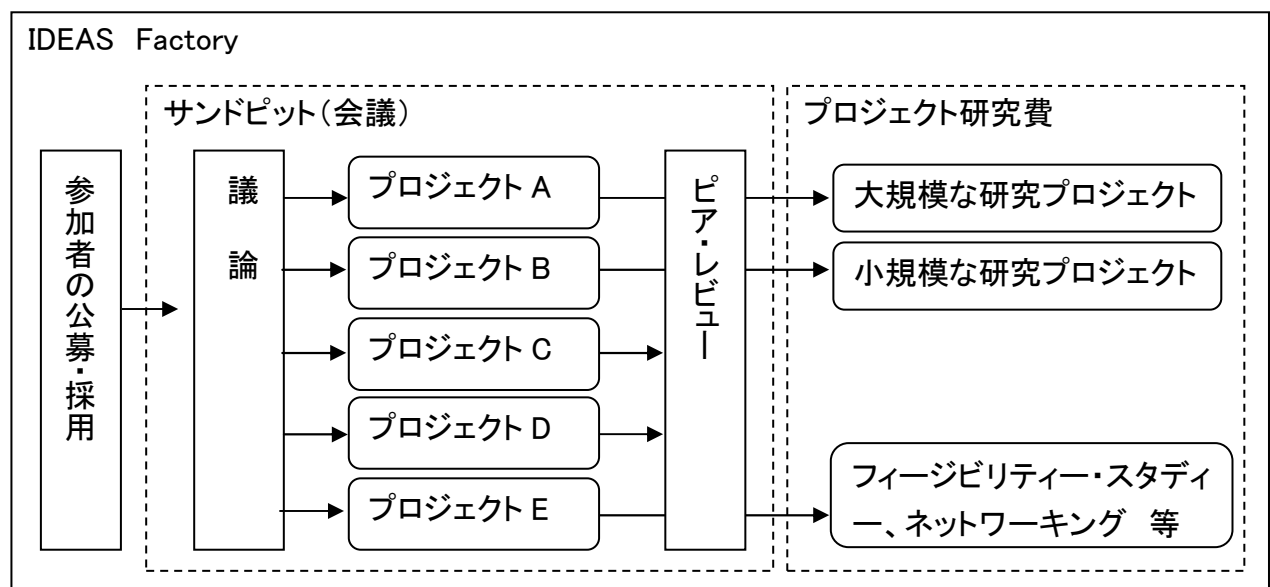 IDEAS Factory
サンドピット（会議）
プロジェクト研究費
参加者の公募・採用
議論
プロジェクト A
プロジェクト B
プロジェクト C
プロジェクト D
プロジェクト E
ピア・レビュー
大規模な研究プロジェクト
小規模な研究プロジェクト
フィージビリティー・スタディ
ー、ネットワーキング 等